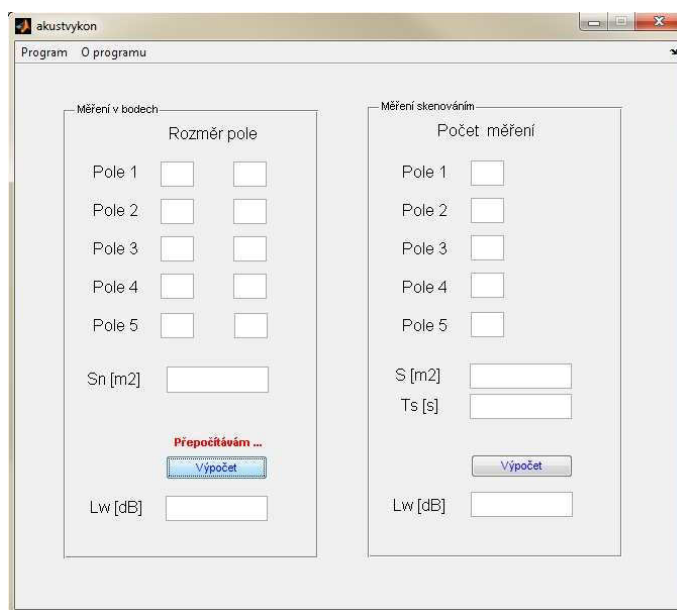 akustvykon
Program O programu
Měření v bodech
Rozměr pole
Pole 1
Pole 2
Pole 3
Pole 4
Pole 5
Sn [m2]
Přepočítávám ...
Výpočet
Lw [dB]
Měření skenováním
Počet měření
Pole 1
Pole 2
Pole 3
Pole 4
Pole 5
S [m2]
Ts [s]
Výpočet
Lw [dB]